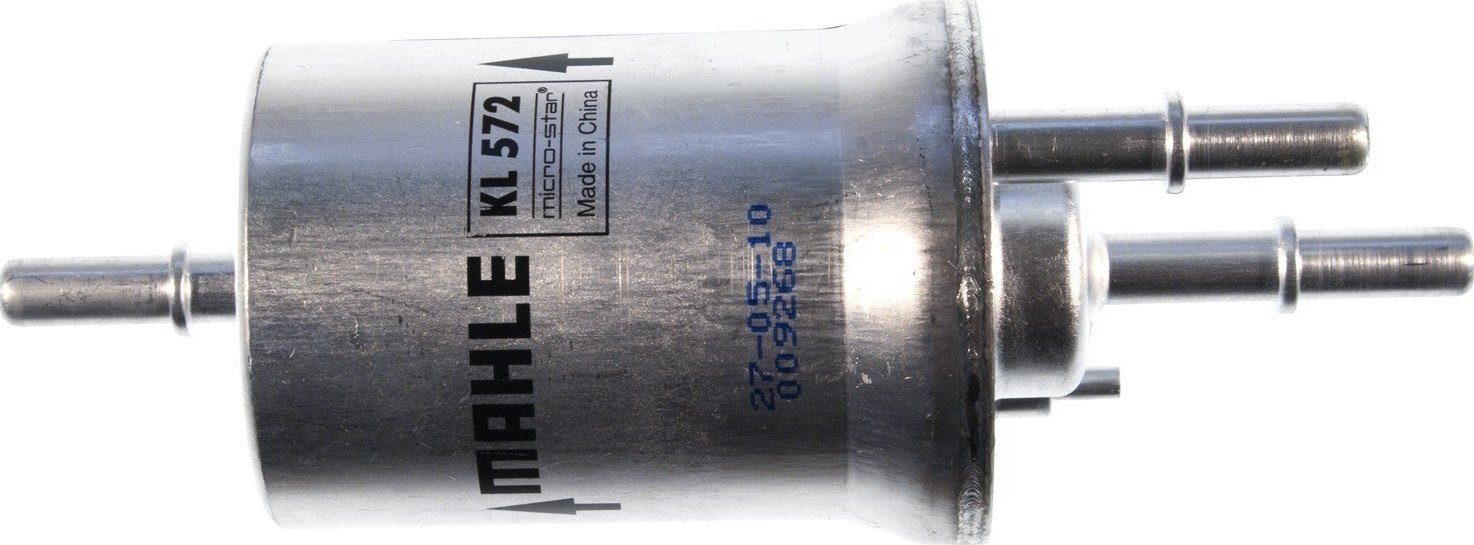 MAHLE KL 572
micro-star®
Made in China
27-05-10
009268